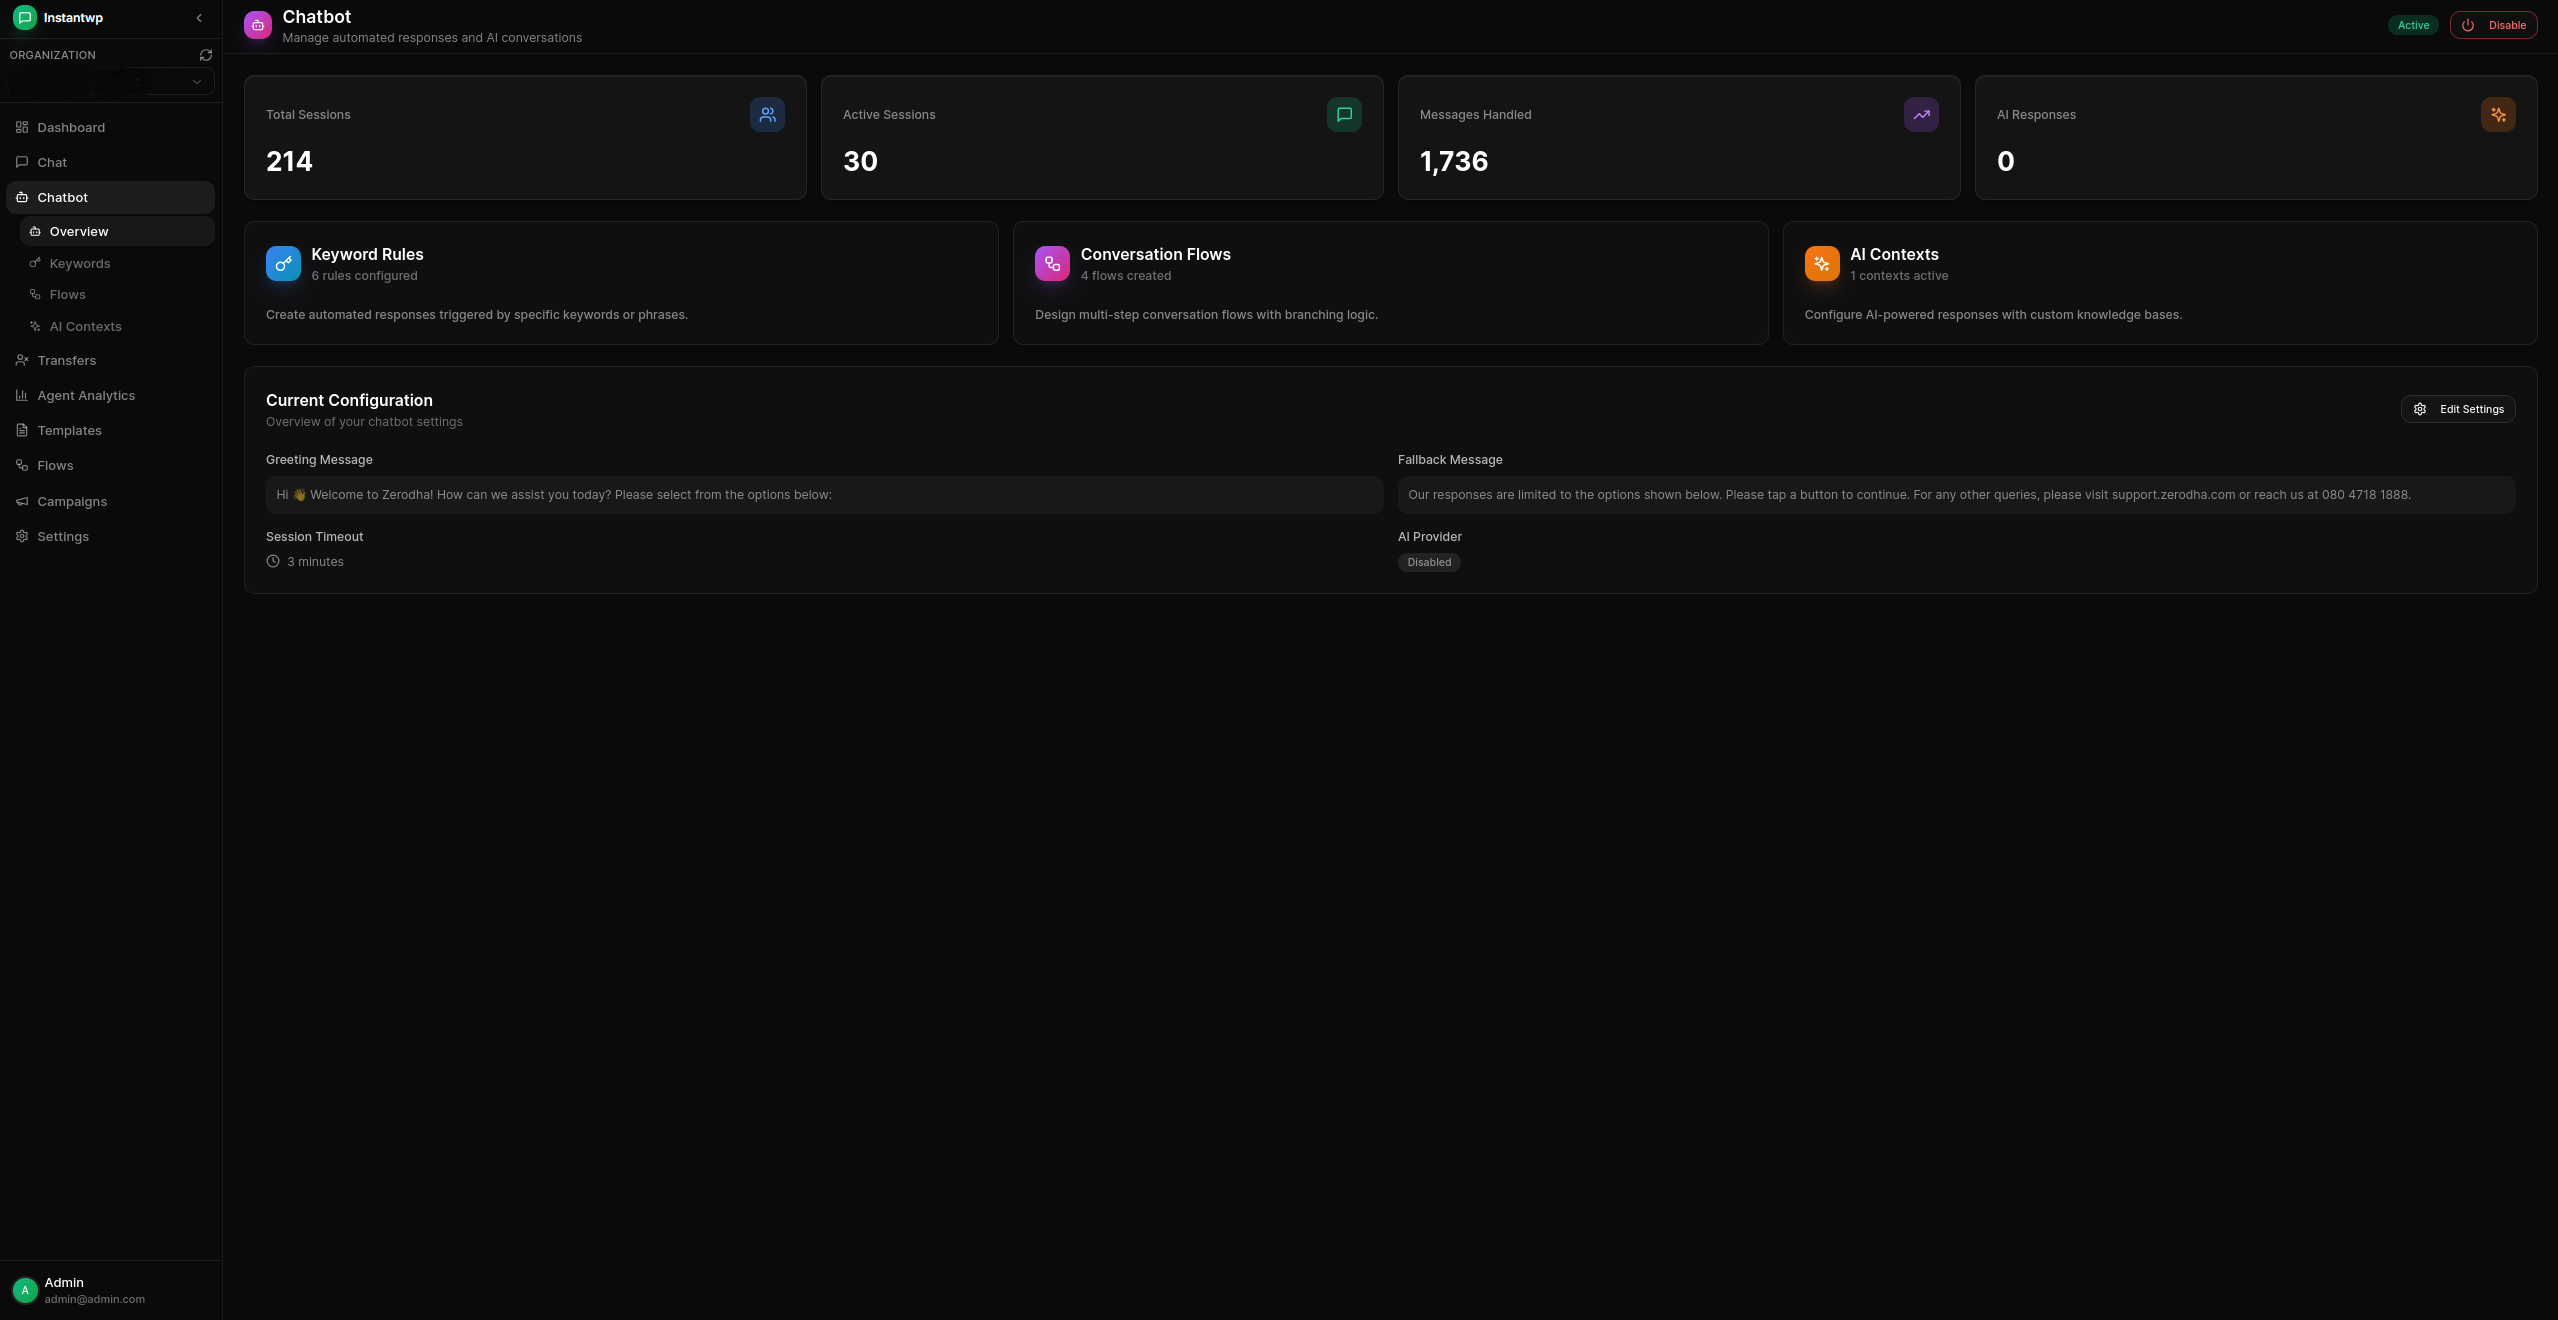 Instantwp
ORGANIZATION
Dashboard
Chat
Chatbot
Overview
Keywords
Flows
AI Contexts
Transfers
Agent Analytics
Templates
Flows
Campaigns
Settings
A
Admin
admin@admin.com
Chatbot
Manage automated responses and AI conversations
Active
Disable
Total Sessions
214
Active Sessions
30
Messages Handled
1,736
AI Responses
0
Keyword Rules
6 rules configured
Create automated responses triggered by specific keywords or phrases.
Conversation Flows
4 flows created
Design multi-step conversation flows with branching logic.
AI Contexts
1 contexts active
Configure AI-powered responses with custom knowledge bases.
Current Configuration
Overview of your chatbot settings
Edit Settings
Greeting Message
Hi 👋 Welcome to Zerodha! How can we assist you today? Please select from the options below:
Fallback Message
Our responses are limited to the options shown below. Please tap a button to continue. For any other queries, please visit support.zerodha.com or reach us at 080 4718 1888.
Session Timeout
3 minutes
AI Provider
Disabled